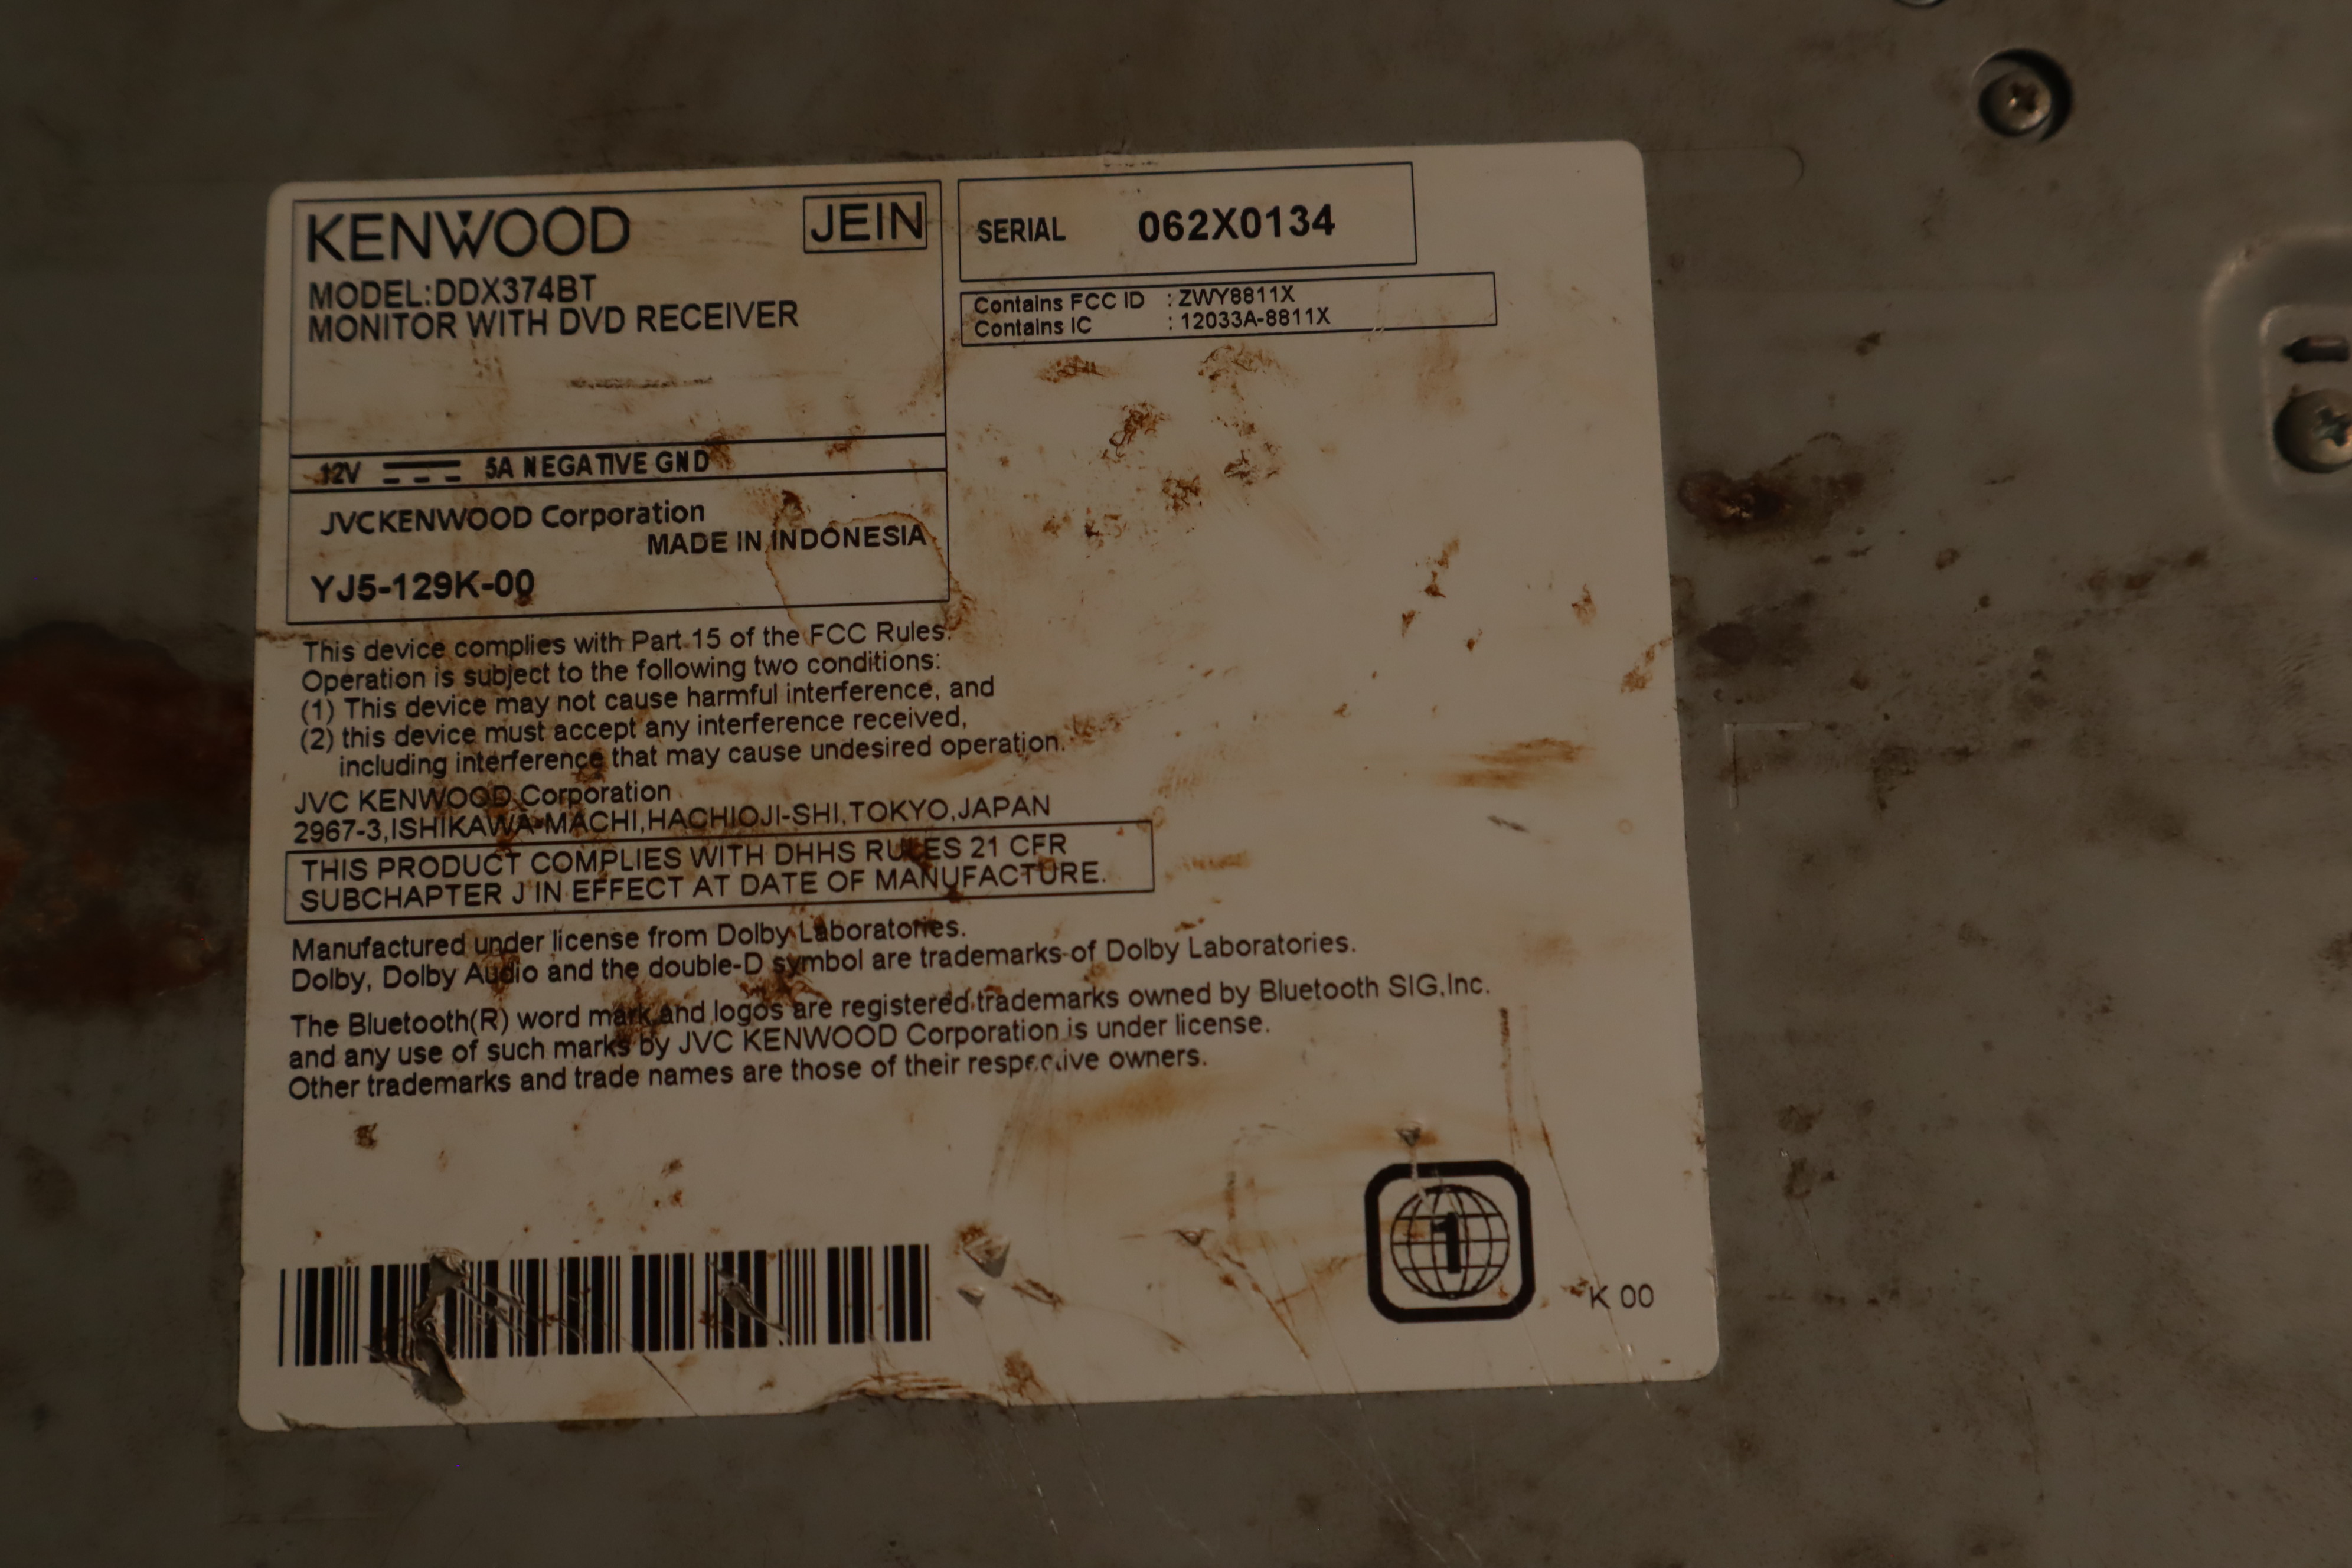 KENWOOD JEIN
MODEL:DDX374BT
MONITOR WITH DVD RECEIVER
12V 5A NEGATIVE GND
JVCKENWOOD Corporation
MADE IN INDONESIA
YJ5-129K-00
SERIAL 062X0134
Contains FCC ID : ZWY8811X
Contains IC : 12033A-8811X
This device complies with Part 15 of the FCC Rules.
Operation is subject to the following two conditions:
(1) This device may not cause harmful interference, and
(2) this device must accept any interference received,
including interference that may cause undesired operation.
JVC KENWOOD Corporation
2967-3,ISHIKAWA-MACHI,HACHIOJI-SHI,TOKYO,JAPAN
THIS PRODUCT COMPLIES WITH DHHS RULES 21 CFR
SUBCHAPTER J IN EFFECT AT DATE OF MANUFACTURE.
Manufactured under license from Dolby Laboratories.
Dolby, Dolby Audio and the double-D symbol are trademarks of Dolby Laboratories.
The Bluetooth(R) word mark and logos are registered trademarks owned by Bluetooth SIG,Inc.
and any use of such marks by JVC KENWOOD Corporation is under license.
Other trademarks and trade names are those of their respective owners.
1
K 00